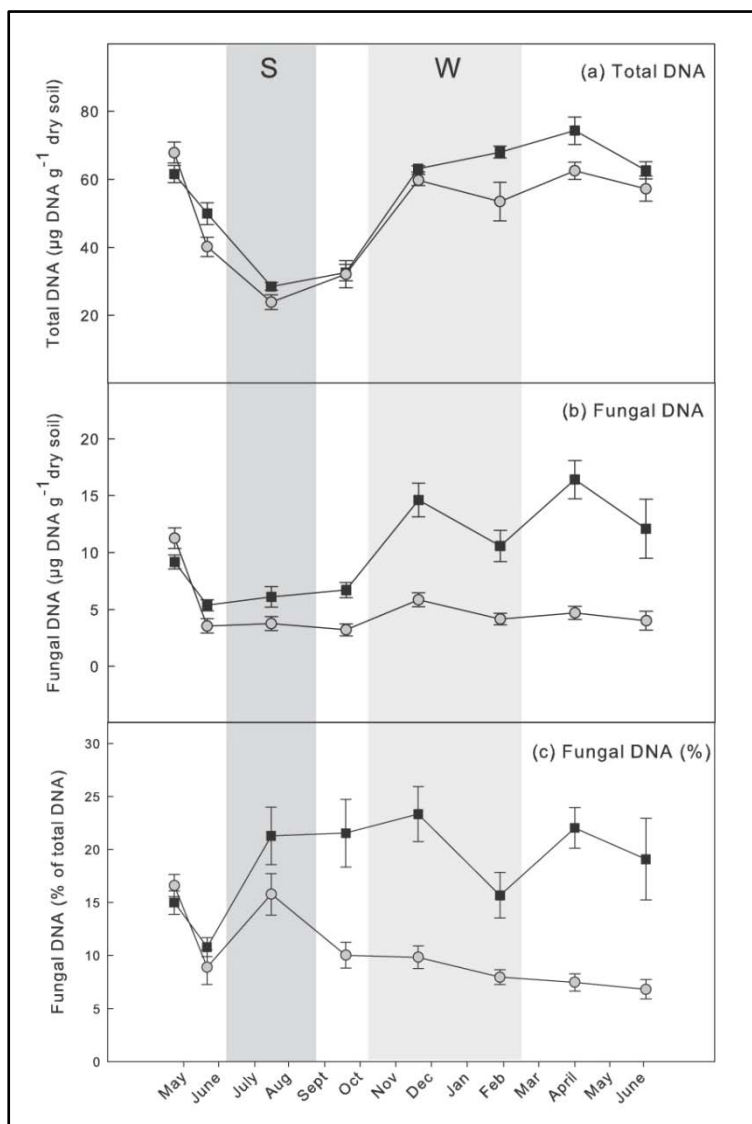 S
W
(a) Total DNA
Total DNA (µg DNA g⁻¹ dry soil)
80
60
40
20
(b) Fungal DNA
Fungal DNA (µg DNA g⁻¹ dry soil)
20
15
10
5
0
(c) Fungal DNA (%)
Fungal DNA (% of total DNA)
30
25
20
15
10
5
0
May
June
July
Aug
Sept
Oct
Nov
Dec
Jan
Feb
Mar
April
May
June